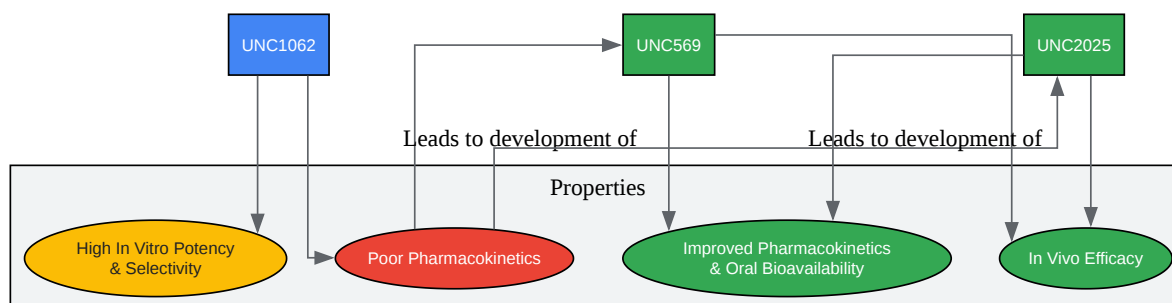 UNC1062
UNC569
UNC2025
Leads to development of
Leads to development of
Properties
High In Vitro Potency
& Selectivity
Poor Pharmacokinetics
Improved Pharmacokinetics
& Oral Bioavailability
In Vivo Efficacy